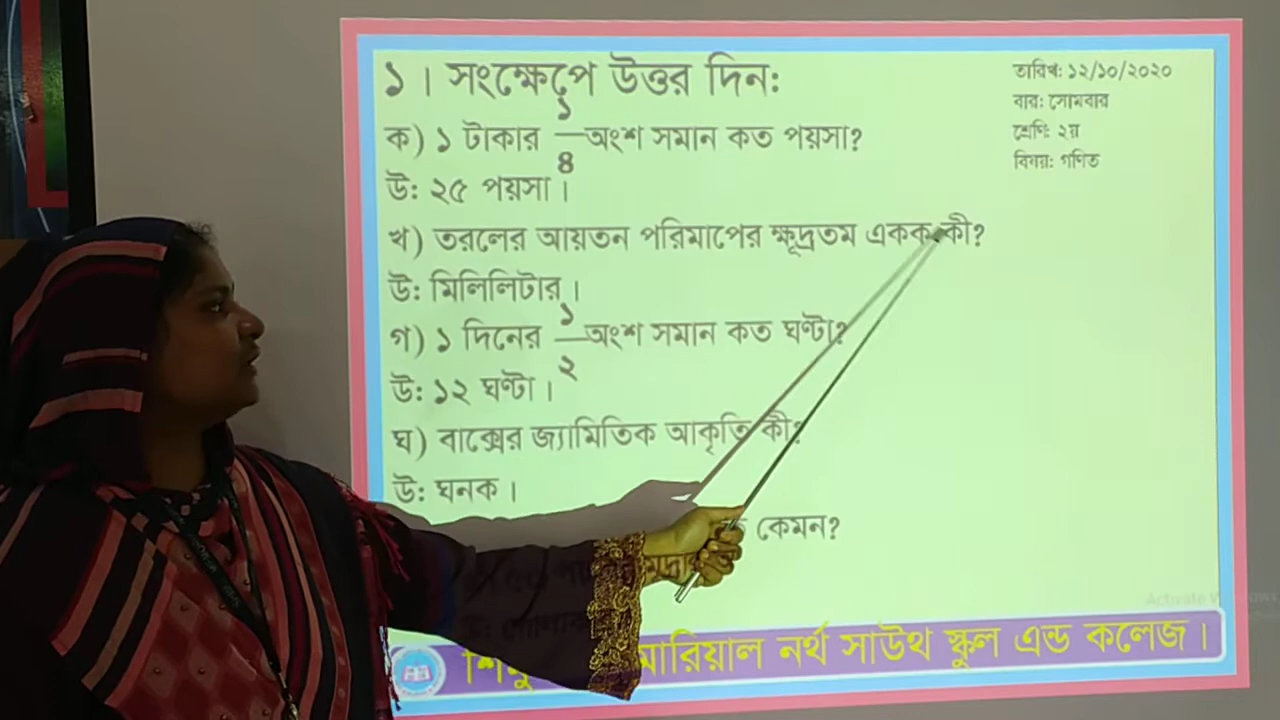 ১। সংক্ষেপে উত্তর দিন:
তারিখ: ১২/১০/২০২০
বার: সোমবার
শ্রেণি: ২য়
বিষয়: গণিত
ক) ১ টাকার ১/৪ অংশ সমান কত পয়সা?
উ: ২৫ পয়সা।
খ) তরলের আয়তন পরিমাপের ক্ষূদ্রতম একক কী?
উ: মিলিলিটার।
গ) ১ দিনের ১/২ অংশ সমান কত ঘণ্টা?
উ: ১২ ঘণ্টা।
ঘ) বাক্সের জ্যামিতিক আকৃতি কী?
উ: ঘনক।
কেমন?
নর্থ সাউথ স্কুল এন্ড কলেজ।